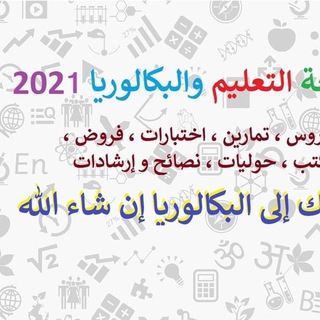 التعليم والبكالوريا 2021
، تمارين ، اختبارات ، فروض ،
، حوليات ، نصائح و إرشادات
إلى البكالوريا إن شاء الله